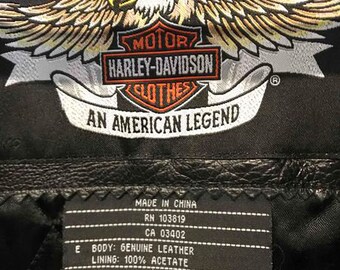 MOTOR
HARLEY-DAVIDSON
CLOTHES
®
AN AMERICAN LEGEND
MADE IN CHINA
RN 103819
CA 03402
E BODY: GENUINE LEATHER
LINING: 100% ACETATE